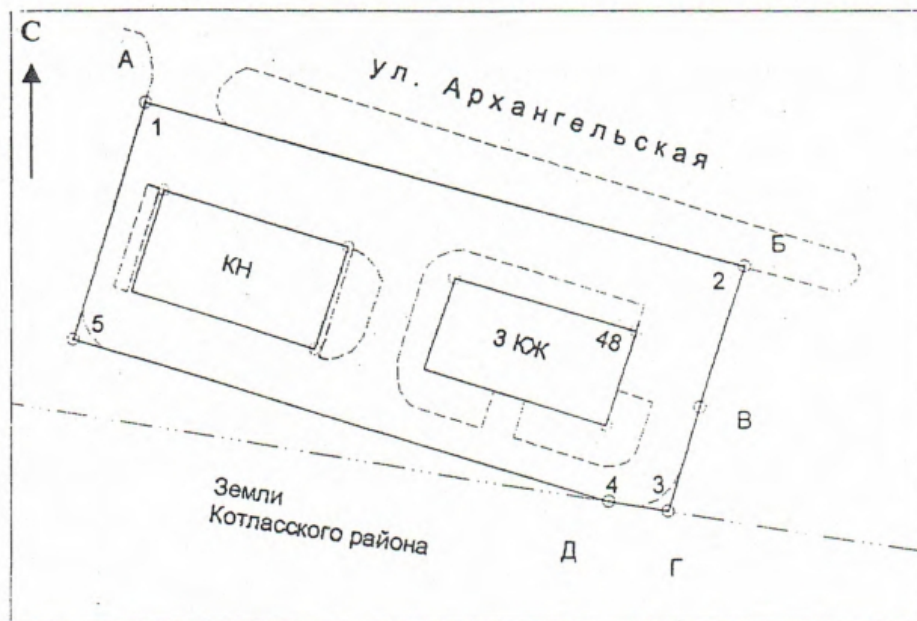 С
А
ул. Архангельская
1
Б
2
КН
5
3 КЖ
48
В
4
3
Земли
Котласского района
Д
Г